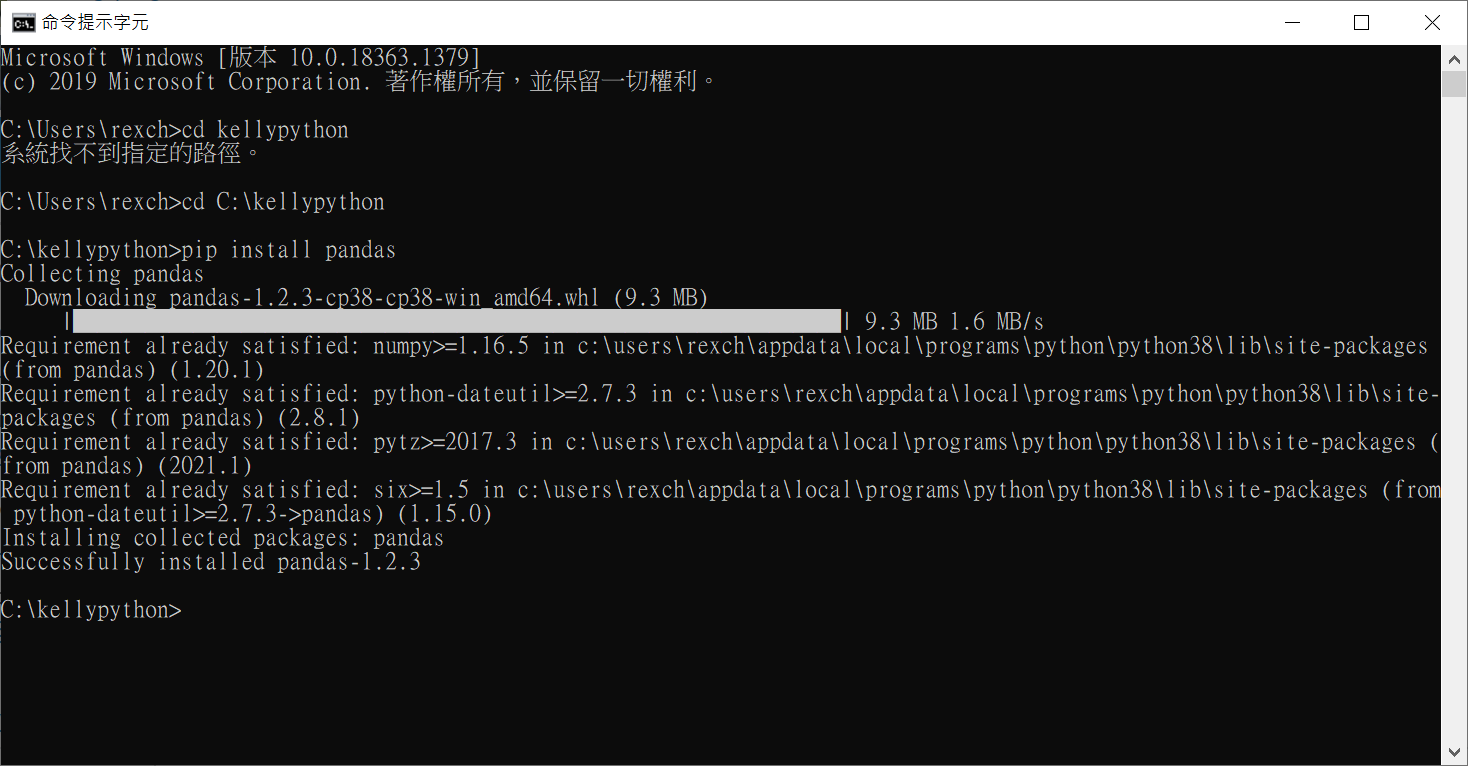 命令提示字元
Microsoft Windows [版本 10.0.18363.1379]
(c) 2019 Microsoft Corporation. 著作權所有，並保留一切權利。
C:\Users\rexch>cd kellypython
系統找不到指定的路徑。
C:\Users\rexch>cd C:\kellypython
C:\kellypython>pip install pandas
Collecting pandas
  Downloading pandas-1.2.3-cp38-cp38-win_amd64.whl (9.3 MB)
| | 9.3 MB 1.6 MB/s
Requirement already satisfied: numpy>=1.16.5 in c:\users\rexch\appdata\local\programs\python\python38\lib\site-packages
(from pandas) (1.20.1)
Requirement already satisfied: python-dateutil>=2.7.3 in c:\users\rexch\appdata\local\programs\python\python38\lib\site-
packages (from pandas) (2.8.1)
Requirement already satisfied: pytz>=2017.3 in c:\users\rexch\appdata\local\programs\python\python38\lib\site-packages (
from pandas) (2021.1)
Requirement already satisfied: six>=1.5 in c:\users\rexch\appdata\local\programs\python\python38\lib\site-packages (from
 python-dateutil>=2.7.3->pandas) (1.15.0)
Installing collected packages: pandas
Successfully installed pandas-1.2.3
C:\kellypython>